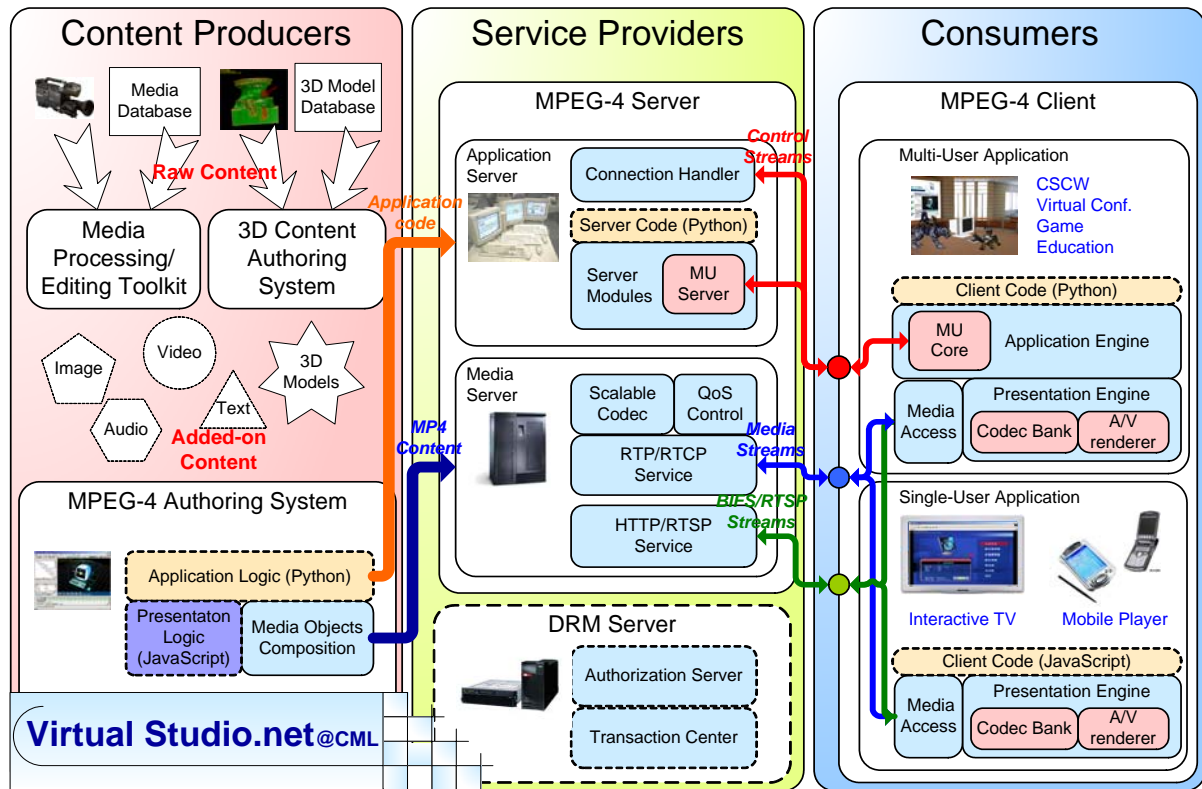 Content Producers
Media
Database
3D Model
Database
Raw Content
Media
Processing/
Editing Toolkit
3D Content
Authoring
System
Image
Video
3D
Models
Audio
Text
Added-on
Content
MPEG-4 Authoring System
Application Logic (Python)
Presentaton
Logic
(JavaScript)
Media Objects
Composition
Virtual Studio.net@CML
Application
code
MP4
Content
Service Providers
MPEG-4 Server
Application
Server
Connection Handler
Server Code (Python)
Server
Modules
MU
Server
Control
Streams
Media
Server
Scalable
Codec
QoS
Control
RTP/RTCP
Service
HTTP/RTSP
Service
Media
Streams
BIFS/RTSP
Streams
DRM Server
Authorization Server
Transaction Center
Consumers
MPEG-4 Client
Multi-User Application
CSCW
Virtual Conf.
Game
Education
Client Code (Python)
MU
Core
Application Engine
Media
Access
Presentation Engine
Codec Bank
A/V
renderer
Single-User Application
Interactive TV
Mobile Player
Client Code (JavaScript)
Media
Access
Presentation Engine
Codec Bank
A/V
renderer